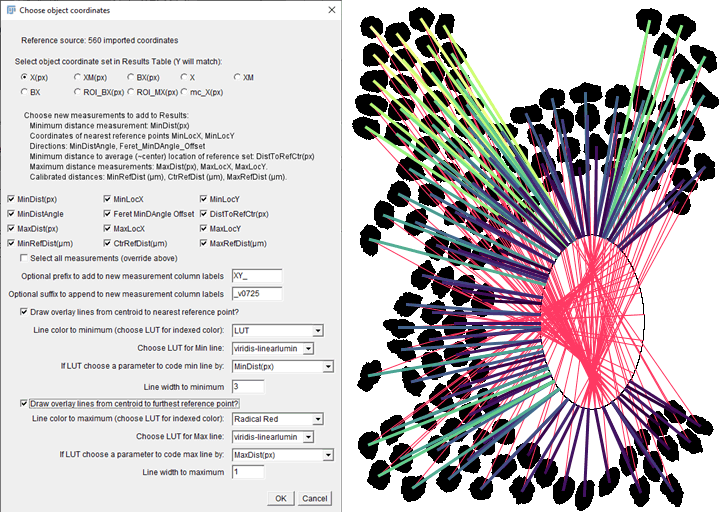 Choose object coordinates
Reference source: 560 imported coordinates
Select object coordinate set in Results Table (Y will match):
X(px) XM(px) BX(px) X XM
BX ROI_BX(px) ROI_MX(px) mc_X(px)
Choose new measurements to add to Results:
Minimum distance measurement: MinDist(px)
Coordinates of nearest reference points MinLocX, MinLocY
Directions: MinDistAngle, Feret_MinDAngle_Offset
Minimum distance to average (~center) location of reference set: DistToRefCtr(px)
Maximum distance measurements: MaxDist(px), MaxLocX, MaxLocY.
Calibrated distances: MinRefDist (µm), CtrRefDist (µm), MaxRefDist (µm).
MinDist(px) MinLocX MinLocY
MinDistAngle Feret MinDAngle Offset DistToRefCtr(px)
MaxDist(px) MaxLocX MaxLocY
MinRefDist(µm) CtrRefDist(µm) MaxRefDist(µm)
Select all measurements (override above)
Optional prefix to add to new measurement column labels XY_
Optional suffix to append to new measurement column labels _v0725
Draw overlay lines from centroid to nearest reference point?
Line color to minimum (choose LUT for indexed color): LUT
Choose LUT for Min line: viridis-linearlumin
If LUT choose a parameter to code min line by: MinDist(px)
Line width to minimum 3
Draw overlay lines from centroid to furthest reference point?
Line color to maximum (choose LUT for indexed color): Radical Red
Choose LUT for Max line: viridis-linearlumin
If LUT choose a parameter to code max line by: MaxDist(px)
Line width to maximum 1
OK Cancel